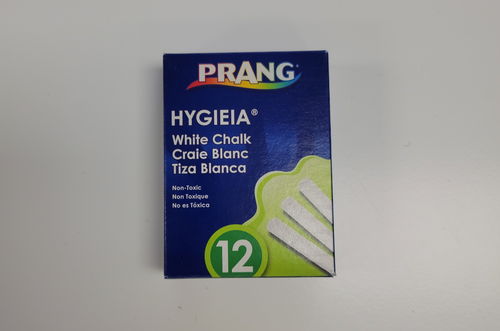 PRANG
HYGIEIA®
White Chalk
Craie Blanc
Tiza Blanca
Non-Toxic
Non Toxique
No es Tóxica
12